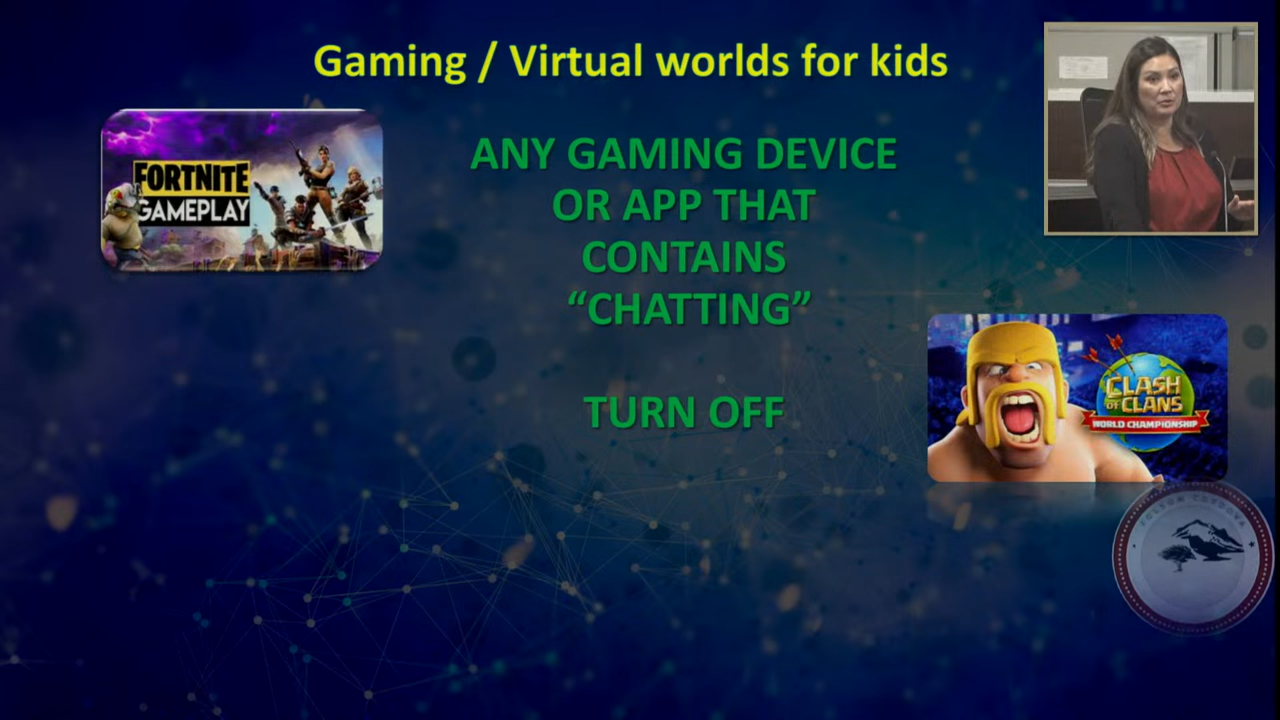 Gaming / Virtual worlds for kids
FORTNITE
GAMEPLAY
ANY GAMING DEVICE
OR APP THAT
CONTAINS
“CHATTING”
TURN OFF
CLASH
OF CLANS
WORLD CHAMPIONSHIP